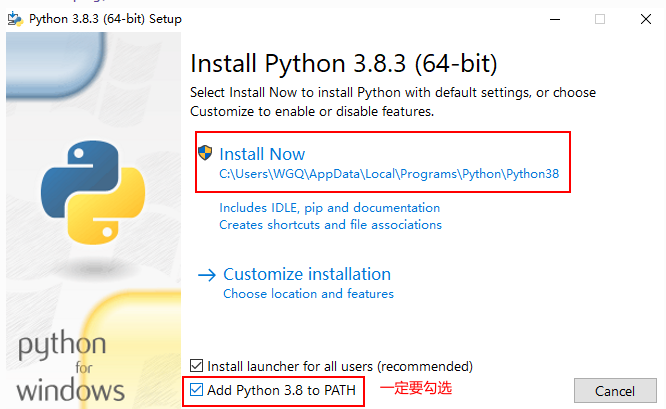 Python 3.8.3 (64-bit) Setup
Install Python 3.8.3 (64-bit)
Select Install Now to install Python with default settings, or choose
Customize to enable or disable features.
Install Now
C:\Users\WGQ\AppData\Local\Programs\Python\Python38
Includes IDLE, pip and documentation
Creates shortcuts and file associations
Customize installation
Choose location and features
Install launcher for all users (recommended)
Add Python 3.8 to PATH 一定要勾选
python
for
windows
Cancel